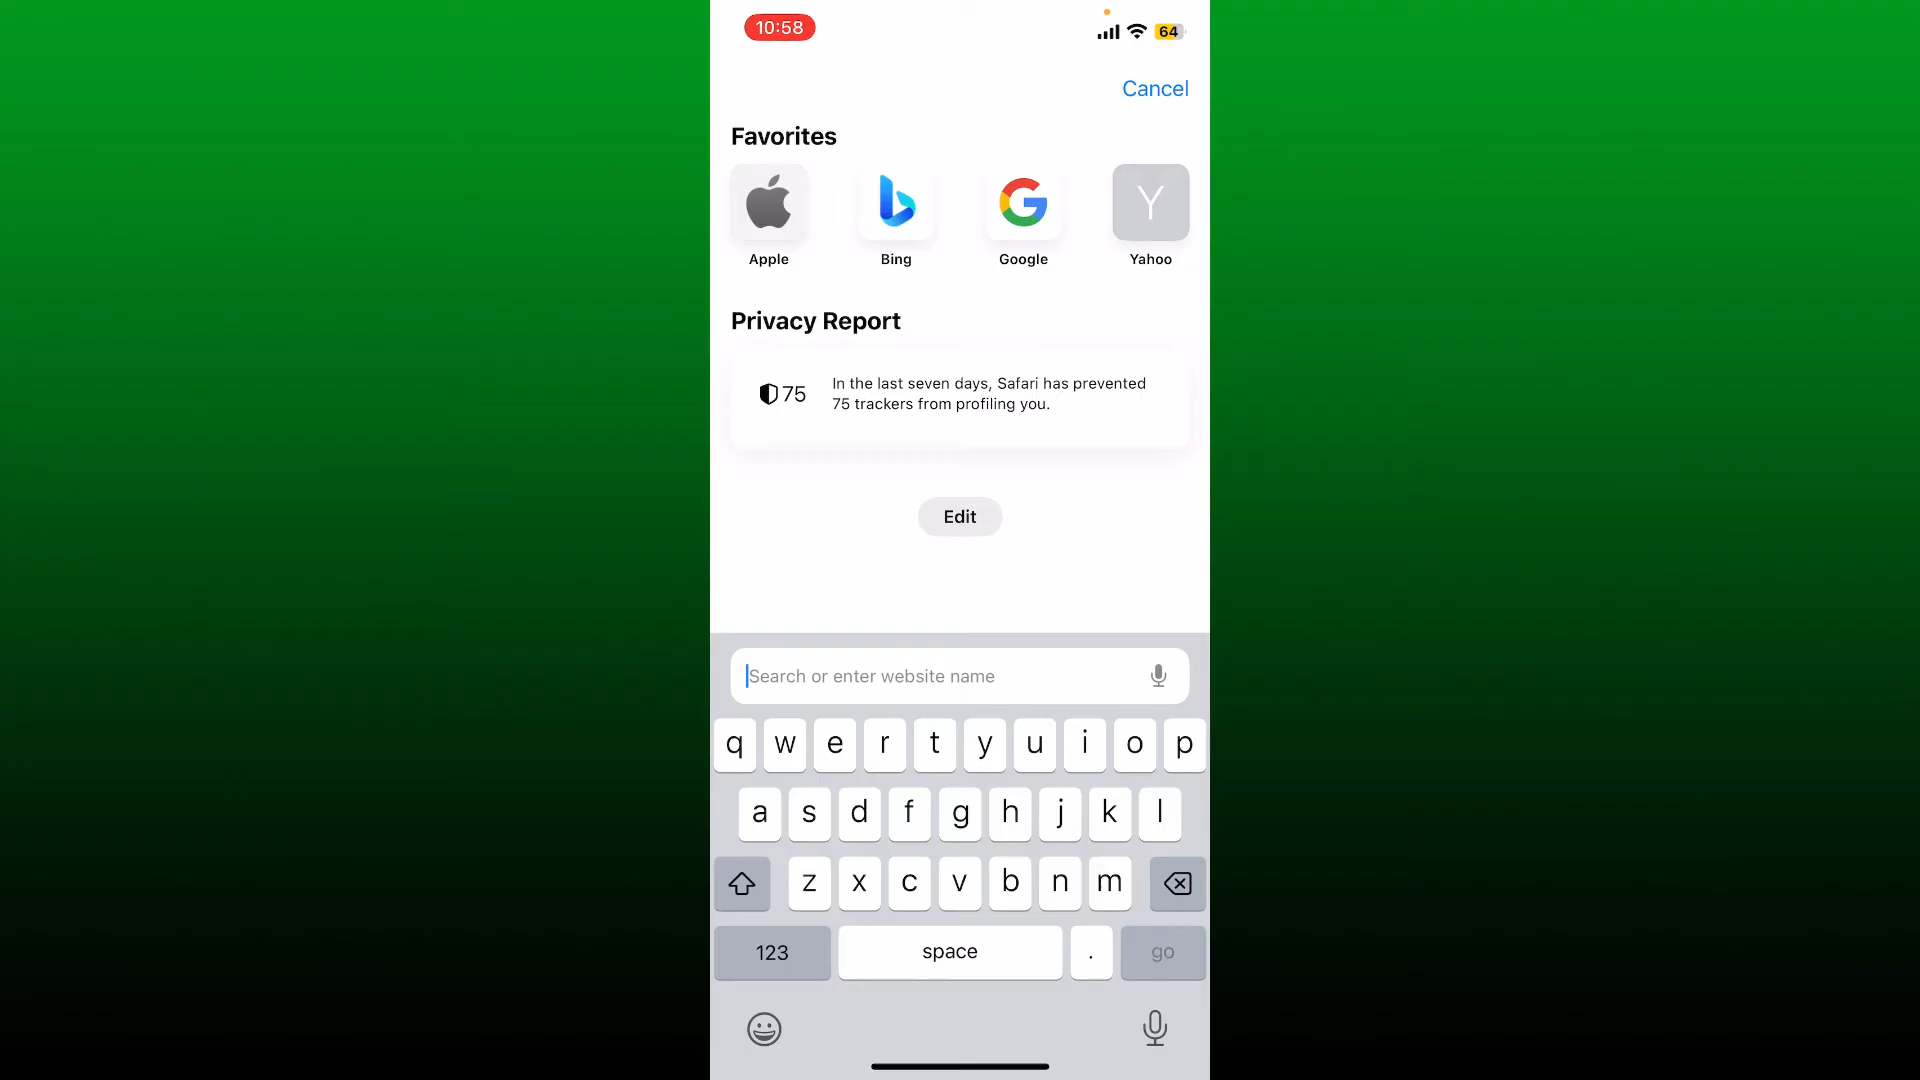 10:58
64
Cancel
Favorites
Y
Apple Bing Google Yahoo
Privacy Report
75
In the last seven days, Safari has prevented
75 trackers from profiling you.
Edit
Search or enter website name
q w e r t y u i o p
a s d f g h j k l
z x c v b n m
123 space . go